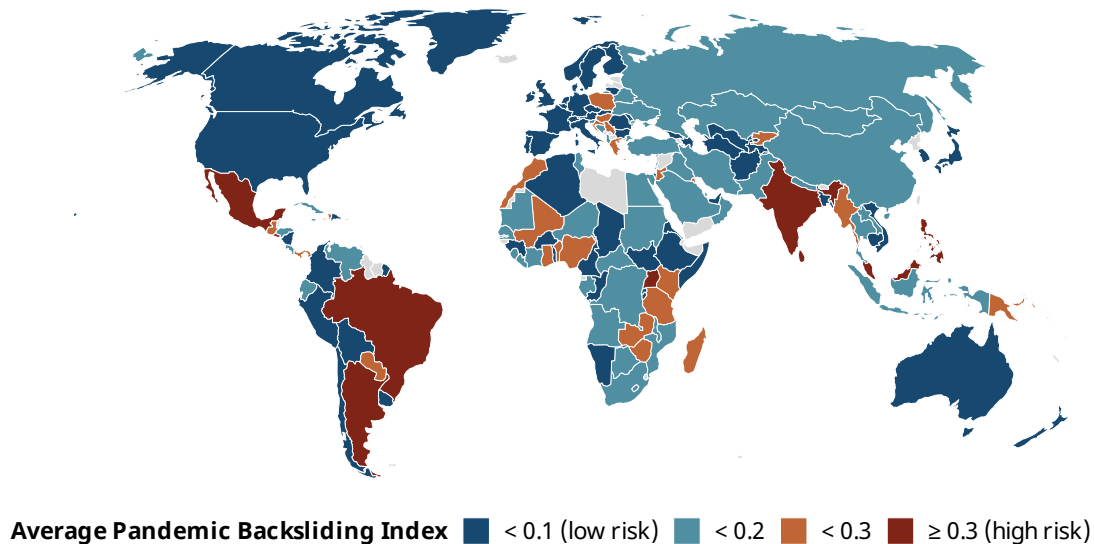 Average Pandemic Backsliding Index < 0.1 (low risk) < 0.2 < 0.3 ≥ 0.3 (high risk)